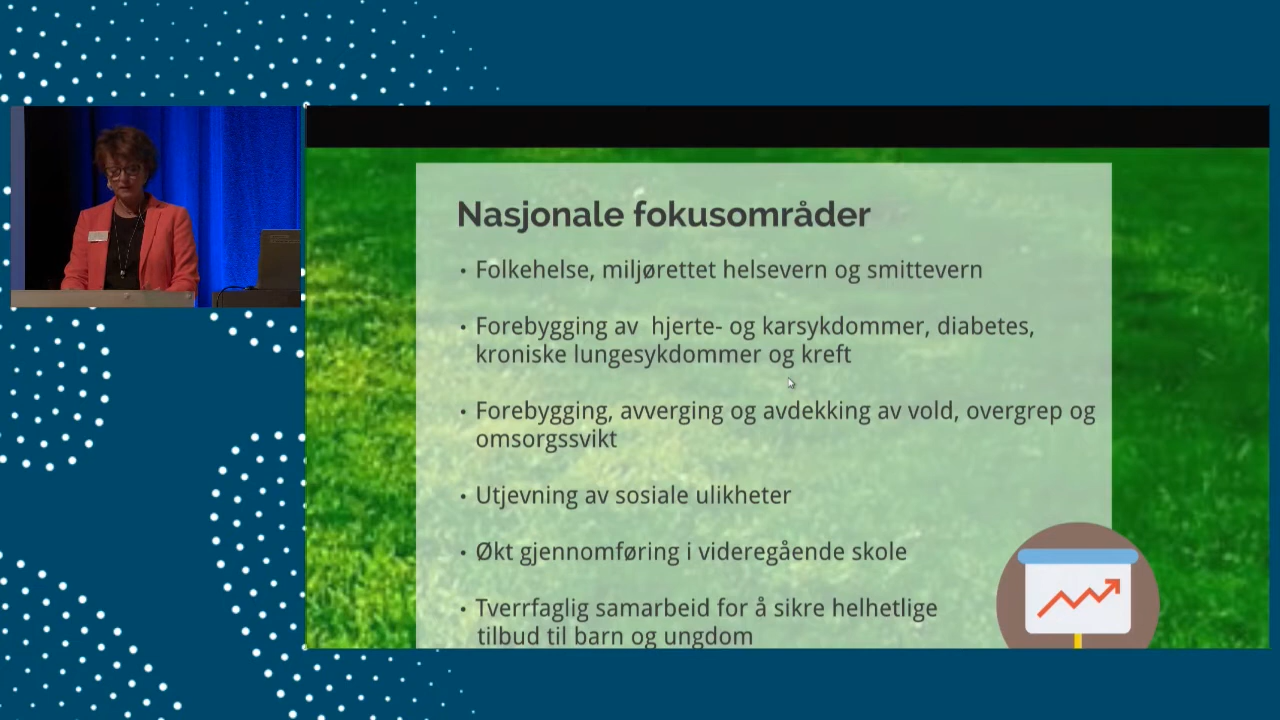 Nasjonale fokusområder
• Folkehelse, miljørettet helsevern og smittevern
• Forebygging av hjerte- og karsykdommer, diabetes,
kroniske lungesykdommer og kreft
• Forebygging, avverging og avdekking av vold, overgrep og
omsorgssvikt
• Utjevning av sosiale ulikheter
• Økt gjennomføring i videregående skole
• Tverrfaglig samarbeid for å sikre helhetlige
tilbud til barn og ungdom